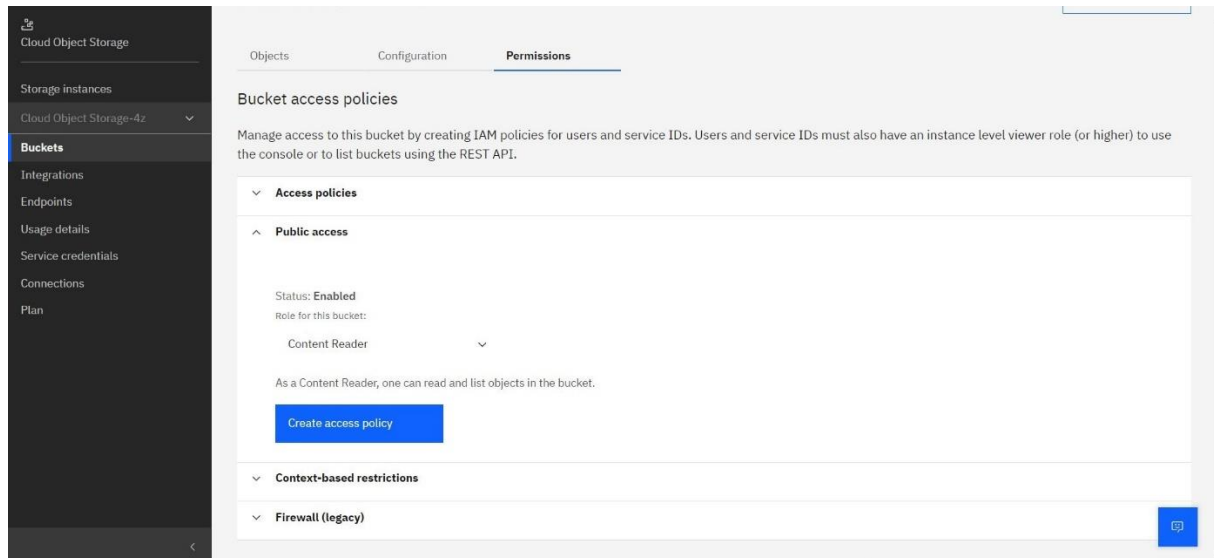 Cloud Object Storage
Storage instances
Cloud Object Storage-4z
Buckets
Integrations
Endpoints
Usage details
Service credentials
Connections
Plan
Objects
Configuration
Permissions
Bucket access policies
Manage access to this bucket by creating IAM policies for users and service IDs. Users and service IDs must also have an instance level viewer role (or higher) to use
the console or to list buckets using the REST API.
Access policies
Public access
Status: Enabled
Role for this bucket:
Content Reader
As a Content Reader, one can read and list objects in the bucket.
Create access policy
Context-based restrictions
Firewall (legacy)